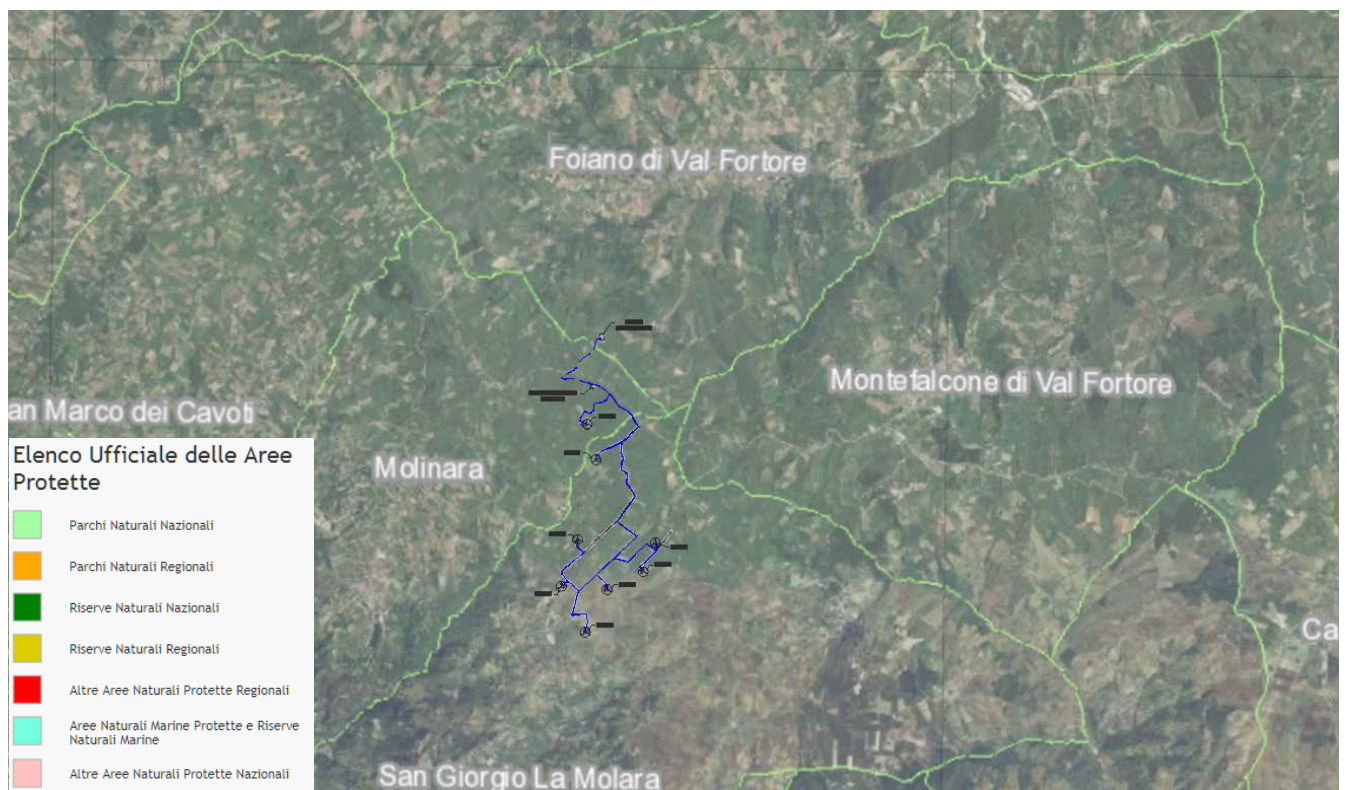 Foiano di Val Fortore
Montefalcone di Val Fortore
an Marco dei Cavoti
Molinara
Ca
San Giorgio La Molara
Elenco Ufficiale delle Aree
Protette
Parchi Naturali Nazionali
Parchi Naturali Regionali
Riserve Naturali Nazionali
Riserve Naturali Regionali
Altre Aree Naturali Protette Regionali
Aree Naturali Marine Protette e Riserve
Naturali Marine
Altre Aree Naturali Protette Nazionali